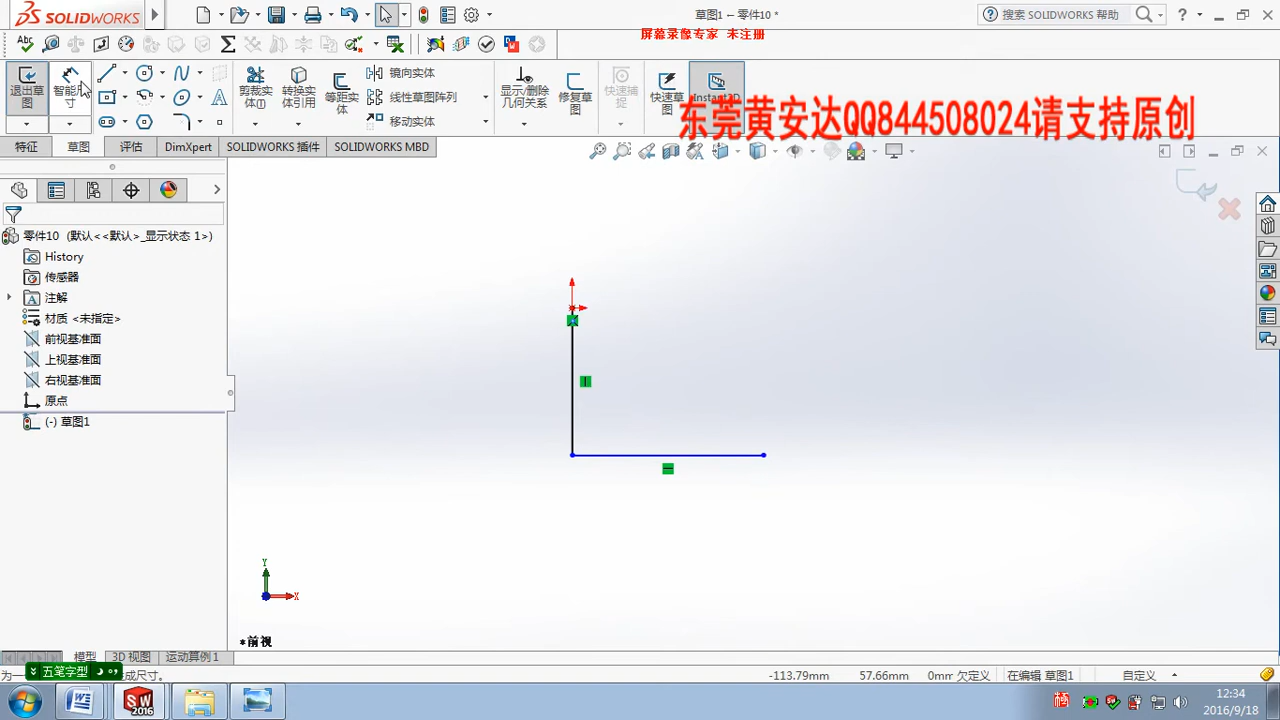 SOLIDWORKS
草图1 – 零件10 *
搜索 SOLIDWORKS 帮助
屏幕录像专家 未注册
退出草图
智能尺寸
剪裁实体(I)
转换实体引用
等距实体
镜向实体
线性草图阵列
移动实体
显示/删除几何关系
修复草图
快速捕捉
快速草图
Instant2D
东莞黄安达QQ844508024请支持原创
特征
草图
评估
DimXpert
SOLIDWORKS 插件
SOLIDWORKS MBD
零件10 (默认<<默认>_显示状态 1>)
History
传感器
注解
材质 <未指定>
前视基准面
上视基准面
右视基准面
原点
(-) 草图1
Y
X
*前视
模型
3D 视图
运动算例1
五笔字型
为一
成尺寸。
-113.79mm
57.66mm
0mm
欠定义
在编辑 草图1
自定义
SW
2016
12:34
2016/9/18